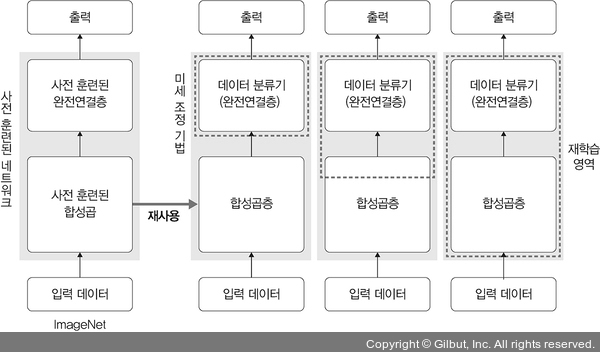 출력
사전 훈련된
완전연결층
사전 훈련된
합성곱
입력 데이터
ImageNet
사전 훈련된 네트워크
재사용
미세 조정 기법
출력
데이터 분류기
(완전연결층)
합성곱층
입력 데이터
출력
데이터 분류기
(완전연결층)
합성곱층
입력 데이터
출력
데이터 분류기
(완전연결층)
합성곱층
입력 데이터
재학습
영역
Copyright © Gilbut, Inc. All rights reserved.